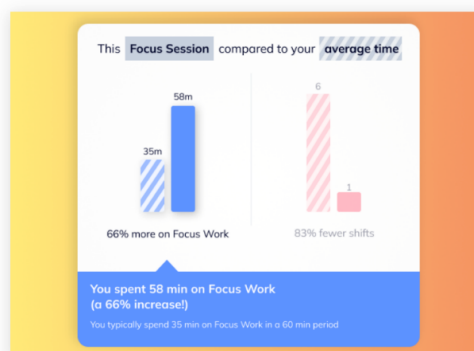 This Focus Session compared to your average time
58m
35m
6
1
66% more on Focus Work
83% fewer shifts
You spent 58 min on Focus Work
(a 66% increase!)
You typically spend 35 min on Focus Work in a 60 min period